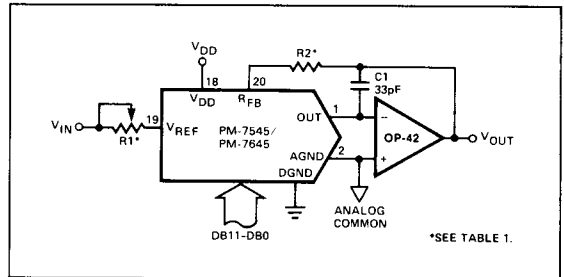 VDD
R2*
18
20
C1
33pF
VDD
RFB
OUT
1
–
VIN
R1*
19
VREF
PM-7545/
PM-7645
OP-42
VOUT
AGND
2
+
DGND
ANALOG
COMMON
DB11-DB0
*SEE TABLE 1.